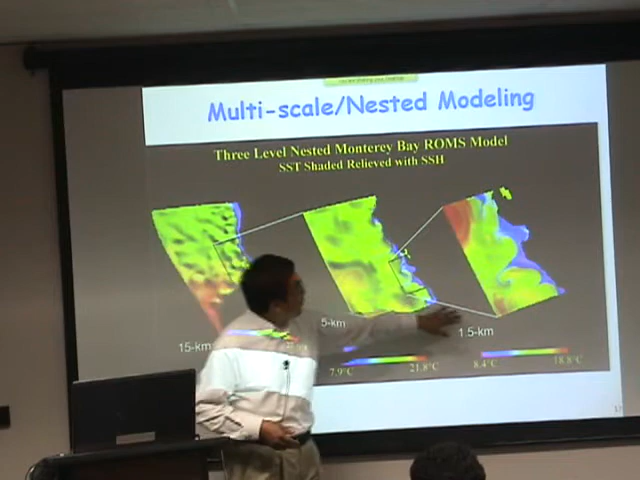 Multi-scale/Nested Modeling
Three Level Nested Monterey Bay ROMS Model
SST Shaded Relieved with SSH
15-km
5-km
1.5-km
7.9°C
21.8°C
8.4°C
18.8°C